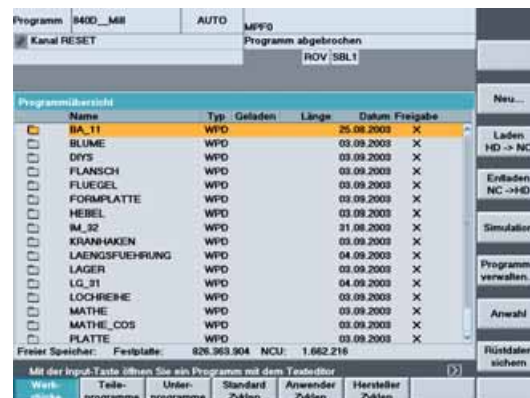 Programm 840D__Mill AUTO MPF0
Kanal RESET Programm abgebrochen
ROV SBL1
Programmübersicht
Name Typ Geladen Länge Datum Freigabe
BA_11 WPD 25.08.2003 X
BLUME WPD 03.09.2003 X
DIYS WPD 03.09.2003 X
FLANSCH WPD 03.09.2003 X
FLUEGEL WPD 03.09.2003 X
FORMPLATTE WPD 03.09.2003 X
HEBEL WPD 03.09.2003 X
IM_32 WPD 31.08.2003 X
KRANHAKEN WPD 03.09.2003 X
LAENGSFUEHRUNG WPD 04.09.2003 X
LAGER WPD 03.09.2003 X
LG_31 WPD 04.09.2003 X
LOCHREIHE WPD 03.09.2003 X
MATHE WPD 03.09.2003 X
MATHE_COS WPD 03.09.2003 X
PLATTE WPD 03.09.2003 X
Freier Speicher: Festplatte: 826.363.904 NCU: 1.662.216
Mit der Input-Taste öffnen Sie ein Programm mit dem Texteditor
Werk-
stücke
Teile-
programme
Unter-
programme
Standard
Zyklen
Anwender
Zyklen
Hersteller
Zyklen
Neu...
Laden
HD -> NC
Entladen
NC ->HD
Simulation
Programm
verwalten..
Anwahl
Rüstdaten
sichern